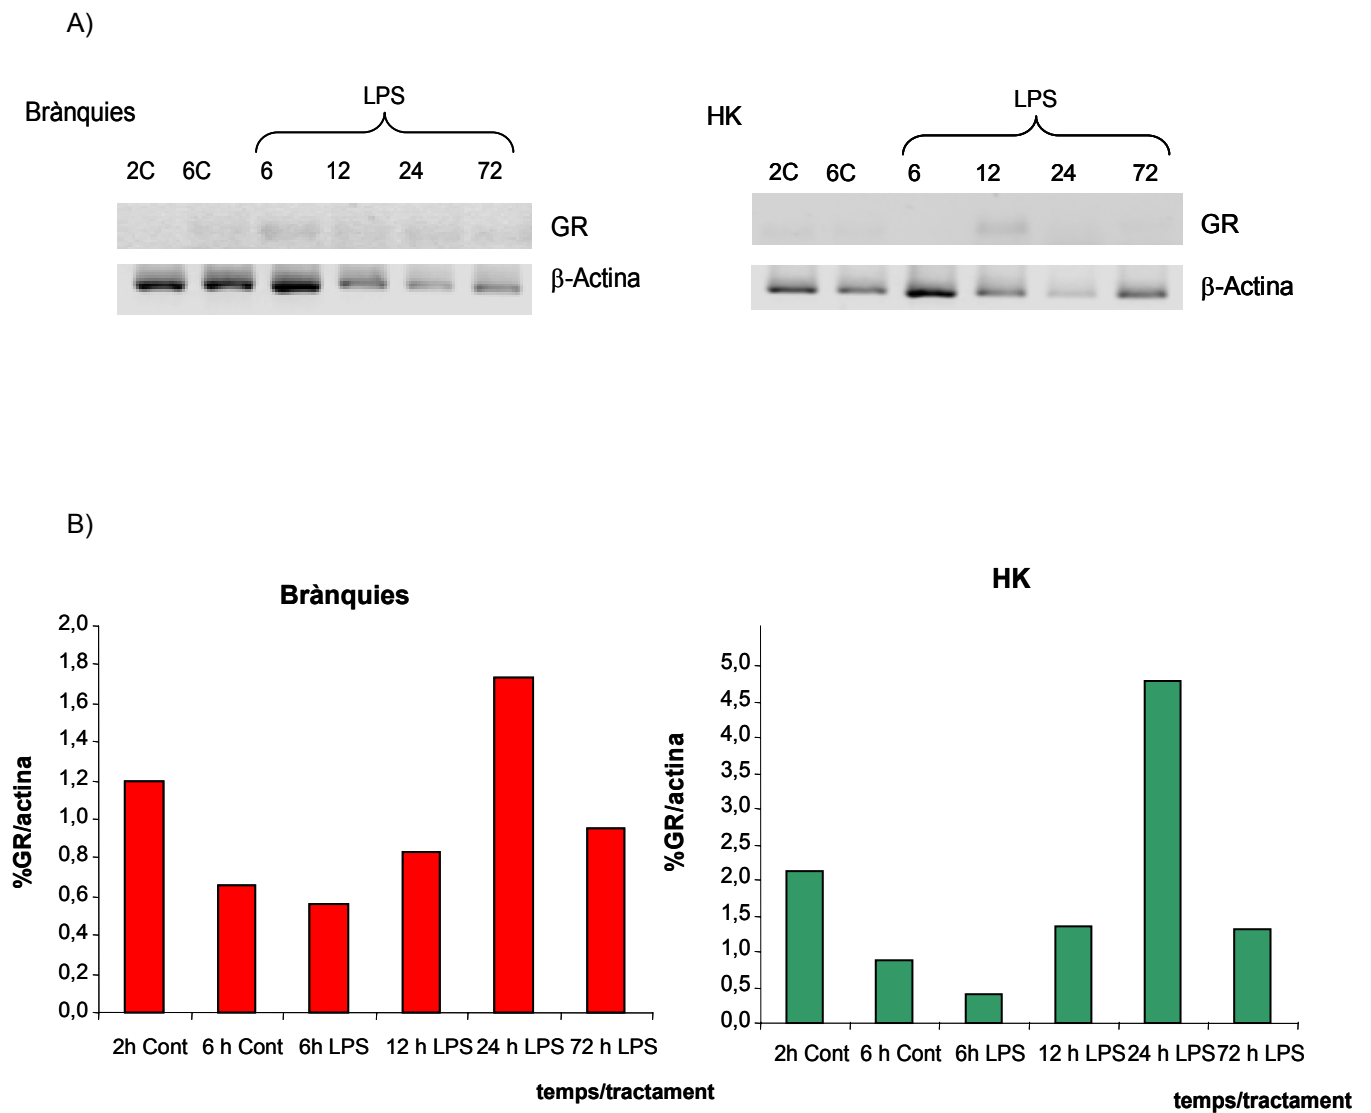 A)
Brànquies
LPS
2C 6C 6 12 24 72
GR
β-Actina
HK
LPS
2C 6C 6 12 24 72
GR
β-Actina
B)
Brànquies
%GR/actina
2,0
1,8
1,6
1,4
1,2
1,0
0,8
0,6
0,4
0,2
0,0
2h Cont 6 h Cont 6h LPS 12 h LPS 24 h LPS 72 h LPS
temps/tractament
HK
%GR/actina
5,0
4,5
4,0
3,5
3,0
2,5
2,0
1,5
1,0
0,5
0,0
2h Cont 6 h Cont 6h LPS 12 h LPS 24 h LPS 72 h LPS
temps/tractament